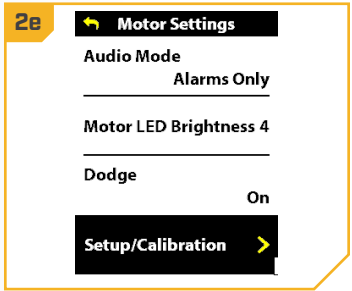 2e
Motor Settings
Audio Mode
Alarms Only
Motor LED Brightness 4
Dodge
On
Setup/Calibration